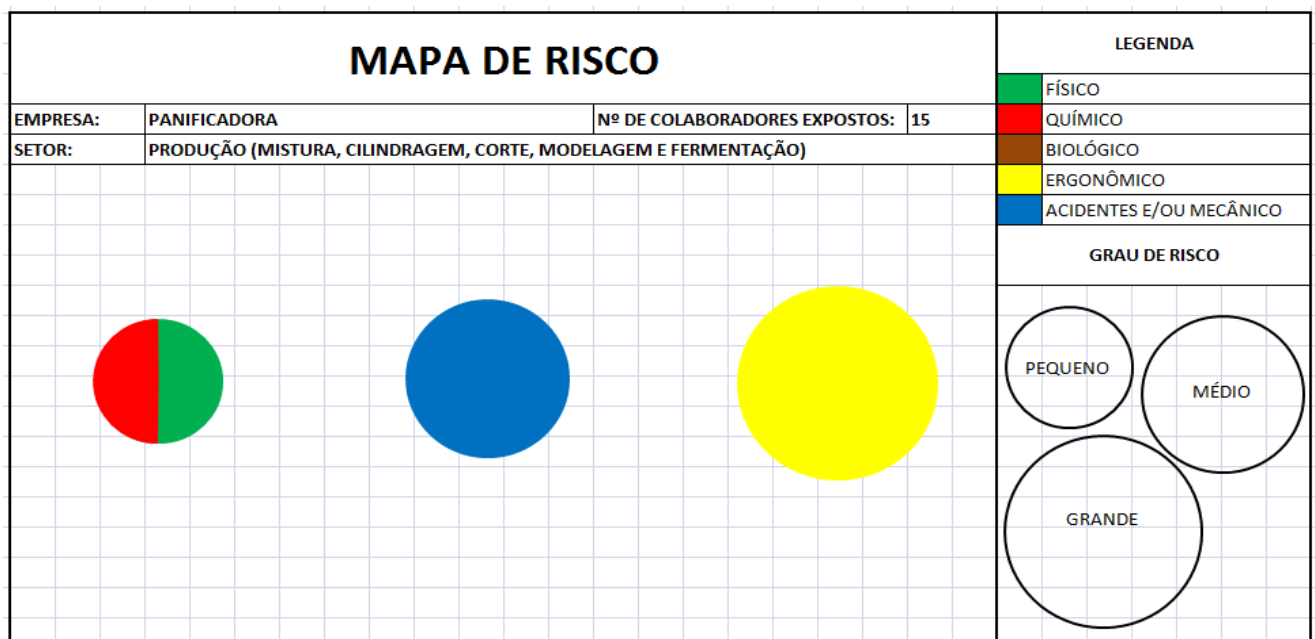 MAPA DE RISCO
EMPRESA: PANIFICADORA Nº DE COLABORADORES EXPOSTOS: 15
SETOR: PRODUÇÃO (MISTURA, CILINDRAGEM, CORTE, MODELAGEM E FERMENTAÇÃO)
LEGENDA
FÍSICO
QUÍMICO
BIOLÓGICO
ERGONÔMICO
ACIDENTES E/OU MECÂNICO
GRAU DE RISCO
PEQUENO
MÉDIO
GRANDE